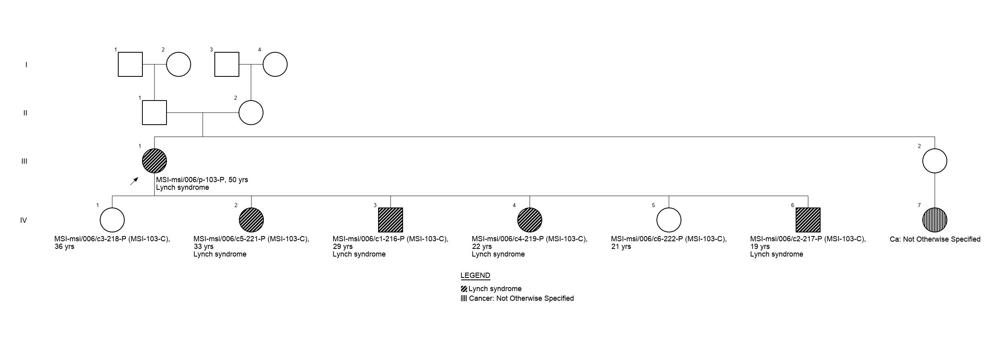 1 2 3 4
I
1 2
II
1 2
III
MSI-msi/006/p-103-P, 50 yrs
Lynch syndrome
1 2 3 4 5 6 7
IV
MSI-msi/006/c3-218-P (MSI-103-C),
36 yrs
MSI-msi/006/c5-221-P (MSI-103-C),
33 yrs
Lynch syndrome
MSI-msi/006/c1-216-P (MSI-103-C),
29 yrs
Lynch syndrome
MSI-msi/006/c4-219-P (MSI-103-C),
22 yrs
Lynch syndrome
MSI-msi/006/c6-222-P (MSI-103-C),
21 yrs
MSI-msi/006/c2-217-P (MSI-103-C),
19 yrs
Lynch syndrome
Ca: Not Otherwise Specified
LEGEND
Lynch syndrome
Cancer: Not Otherwise Specified